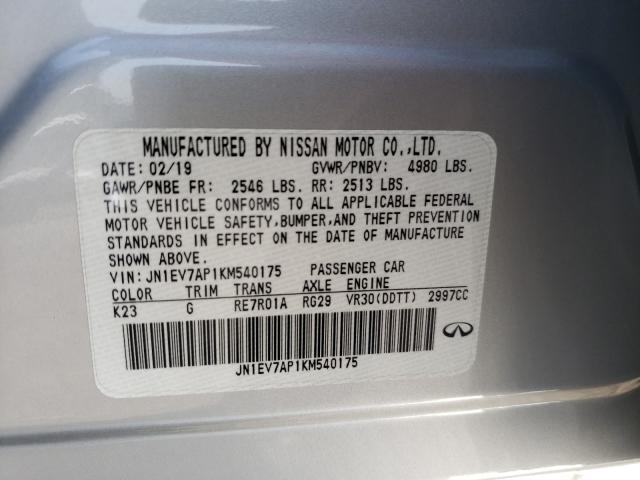 MANUFACTURED BY NISSAN MOTOR CO.,LTD.
DATE: 02/19 GVWR/PNBV: 4980 LBS.
GAWR/PNBE FR: 2546 LBS. RR: 2513 LBS.
THIS VEHICLE CONFORMS TO ALL APPLICABLE FEDERAL
MOTOR VEHICLE SAFETY,BUMPER,AND THEFT PREVENTION
STANDARDS IN EFFECT ON THE DATE OF MANUFACTURE
SHOWN ABOVE.
VIN: JN1EV7AP1KM540175 PASSENGER CAR
COLOR TRIM TRANS AXLE ENGINE
K23 G RE7R01A RG29 VR30(DDTT) 2997CC
JN1EV7AP1KM540175